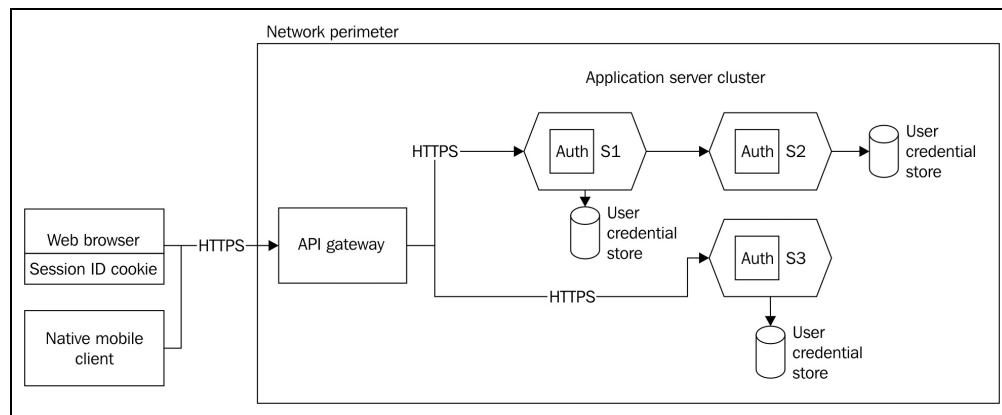 Network perimeter
Application server cluster
HTTPS
Auth
S1
Auth
S2
User
credential
store
User
credential
store
Web browser
Session ID cookie
HTTPS
API gateway
Auth
S3
HTTPS
Native mobile
client
User
credential
store